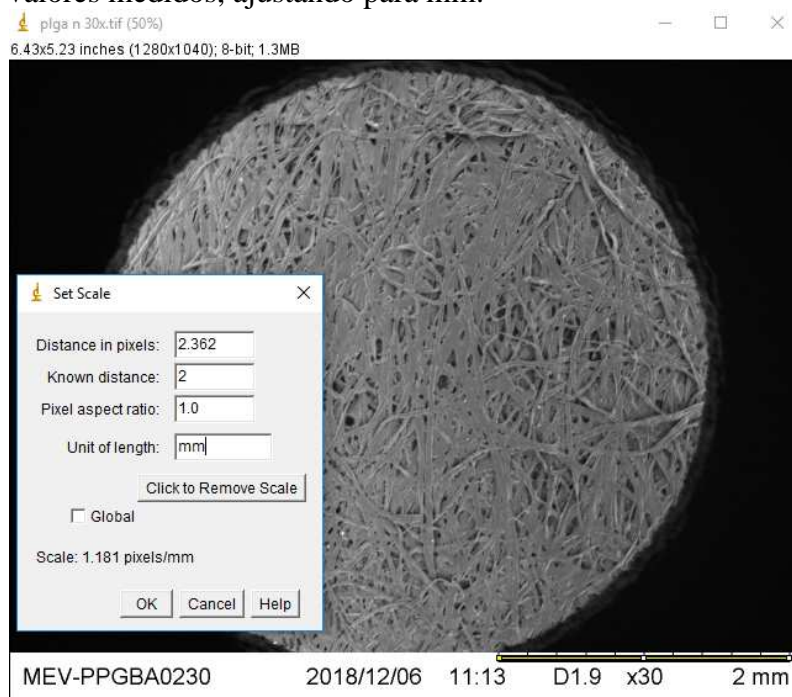 valores medidos, ajustando para mm.
plga n 30x.tif (50%)
6.43x5.23 inches (1280x1040); 8-bit; 1.3MB
Set Scale
Distance in pixels: 2.362
Known distance: 2
Pixel aspect ratio: 1.0
Unit of length: mm
Click to Remove Scale
Global
Scale: 1.181 pixels/mm
OK Cancel Help
MEV-PPGBA0230 2018/12/06 11:13 D1.9 x30 2 mm